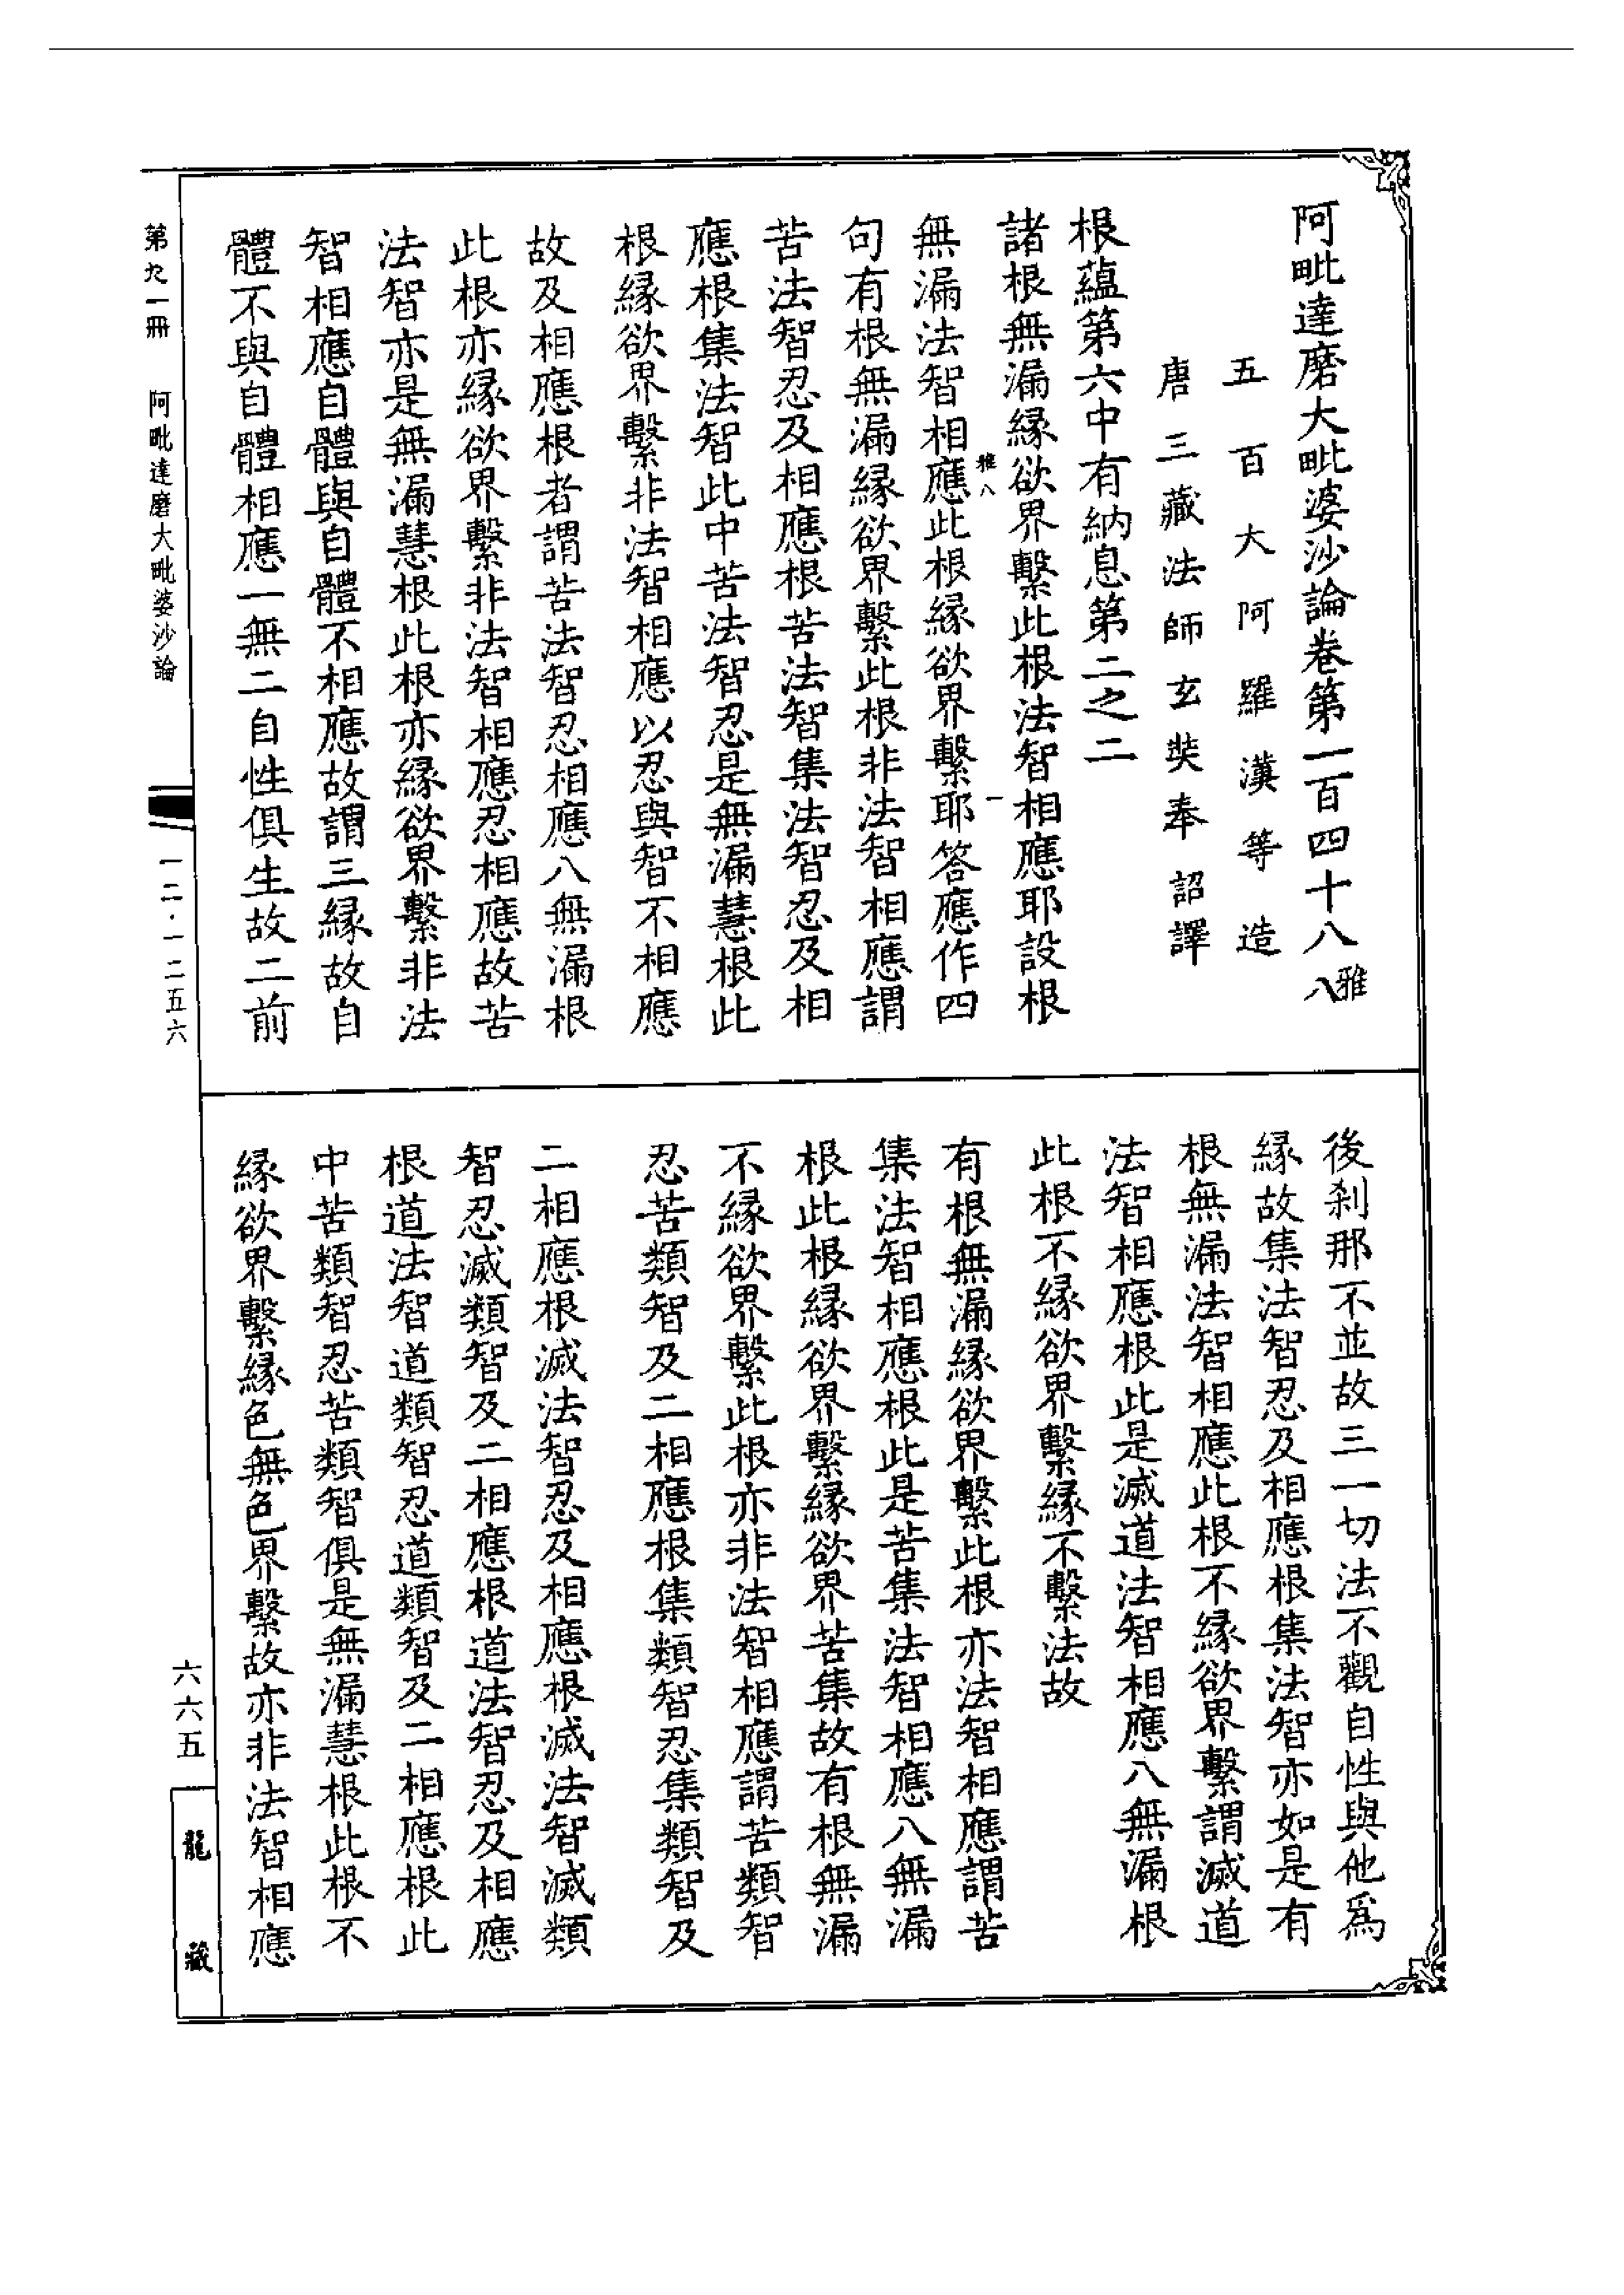 阿毗達磨大毗婆沙論卷第一百四十八 雅八
五百大阿羅漢等造
唐三藏法師玄奘奉詔譯
根蘊第六中有納息第二之二
諸根無漏緣欲界繫此根法智相應耶設根
雅八 一
無漏法智相應此根緣欲界繫耶答應作四
句有根無漏緣欲界繫此根非法智相應謂
苦法智忍及相應根苦法智集法智忍及相
應根集法智此中苦法智忍是無漏慧根此
根緣欲界繫非法智相應以忍與智不相應
故及相應根者謂苦法智忍相應八無漏根
此根亦緣欲界繫非法智相應忍相應故苦
法智亦是無漏慧根此根亦緣欲界繫非法
智相應自體與自體不相應故謂三緣故自
體不與自體相應一無二自性俱生故二前
後剎那不並故三一切法不觀自性與他爲
緣故集法智忍及相應根集法智亦如是有
根無漏法智相應此根不緣欲界繫謂滅道
法智相應根此是滅道法智相應八無漏根
此根不緣欲界繫緣不繫法故
有根無漏緣欲界繫此根亦法智相應謂苦
集法智相應根此是苦集法智相應八無漏
根此根緣欲界繫緣欲界苦集故有根無漏
不緣欲界繫此根亦非法智相應謂苦類智
忍苦類智及二相應根集類智忍集類智及
二相應根滅法智忍及相應根滅法智滅類
智忍滅類智及二相應根道法智忍及相應
根道法智道類智忍道類智及二相應根此
中苦類智忍苦類智俱是無漏慧根此根不
緣欲界繫緣色無色界繫故亦非法智相應
第九一冊 阿毗達磨大毗婆沙論
一二·一二五六
六六五
龍藏